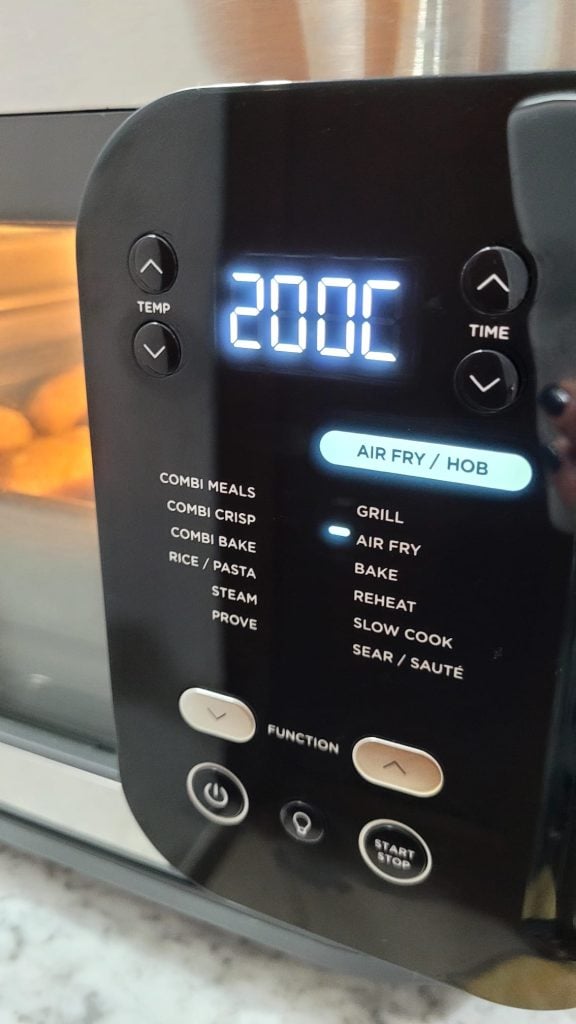 200C
TEMP
TIME
AIR FRY / HOB
COMBI MEALS
COMBI CRISP
COMBI BAKE
RICE / PASTA
STEAM
PROVE
GRILL
AIR FRY
BAKE
REHEAT
SLOW COOK
SEAR / SAUTÉ
FUNCTION
START
STOP